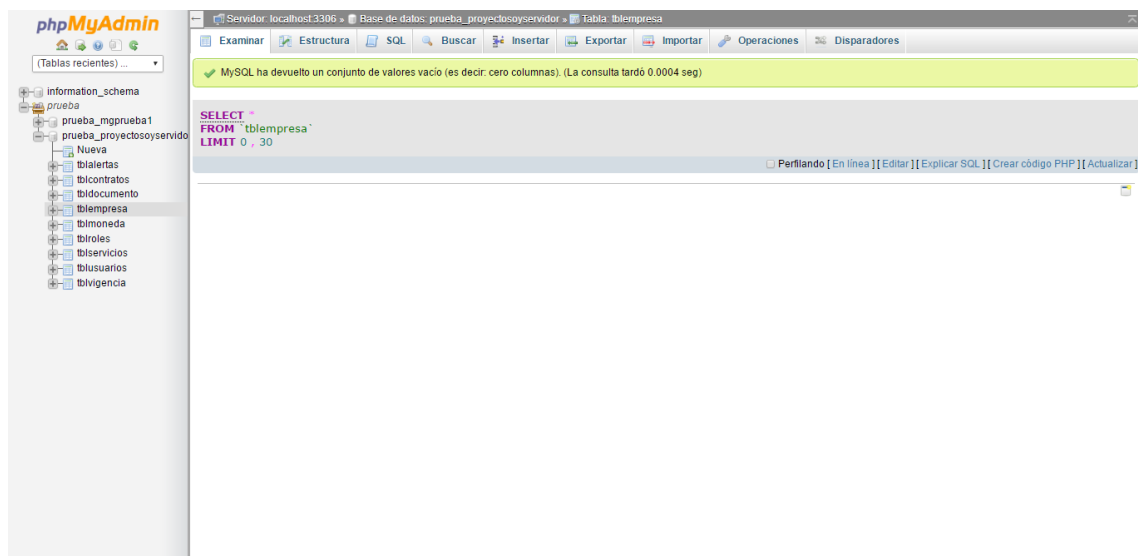 phpMyAdmin
(Tablas recientes) ...
information_schema
prueba
prueba_mgprueba1
prueba_proyectosoyservido
Nueva
tblalertas
tblcontratos
tbldocumento
tblempresa
tblmoneda
tblroles
tblservicios
tblusuarios
tblvigencia
Servidor: localhost:3306 » Base de datos: prueba_proyectosoyservidor » Tabla: tblempresa
Examinar Estructura SQL Buscar Insertar Exportar Importar Operaciones Disparadores
MySQL ha devuelto un conjunto de valores vacío (es decir: cero columnas). (La consulta tardó 0.0004 seg)
SELECT *
FROM `tblempresa`
LIMIT 0 , 30
Perfilando [ En línea ] [ Editar ] [ Explicar SQL ] [ Crear código PHP ] [ Actualizar ]